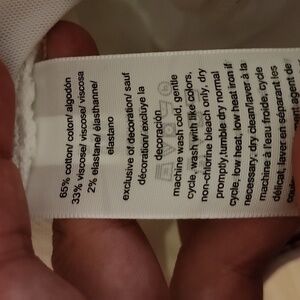 65% cotton/ coton/ algodón
33% viscose/ viscose/ viscosa
2% elastane/ élasthanne/
elastano
exclusive of decoration/ sauf
décoration/ excluye la
decoración
machine wash cold, gentle
cycle, wash with like colors,
non-chlorine bleach only, dry
promptly, tumble dry normal
cycle, low heat, low heat iron if
necessary, dry clean/laver à la
machine à l'eau froide, cycle
délicat, laver en séparant les
agent de